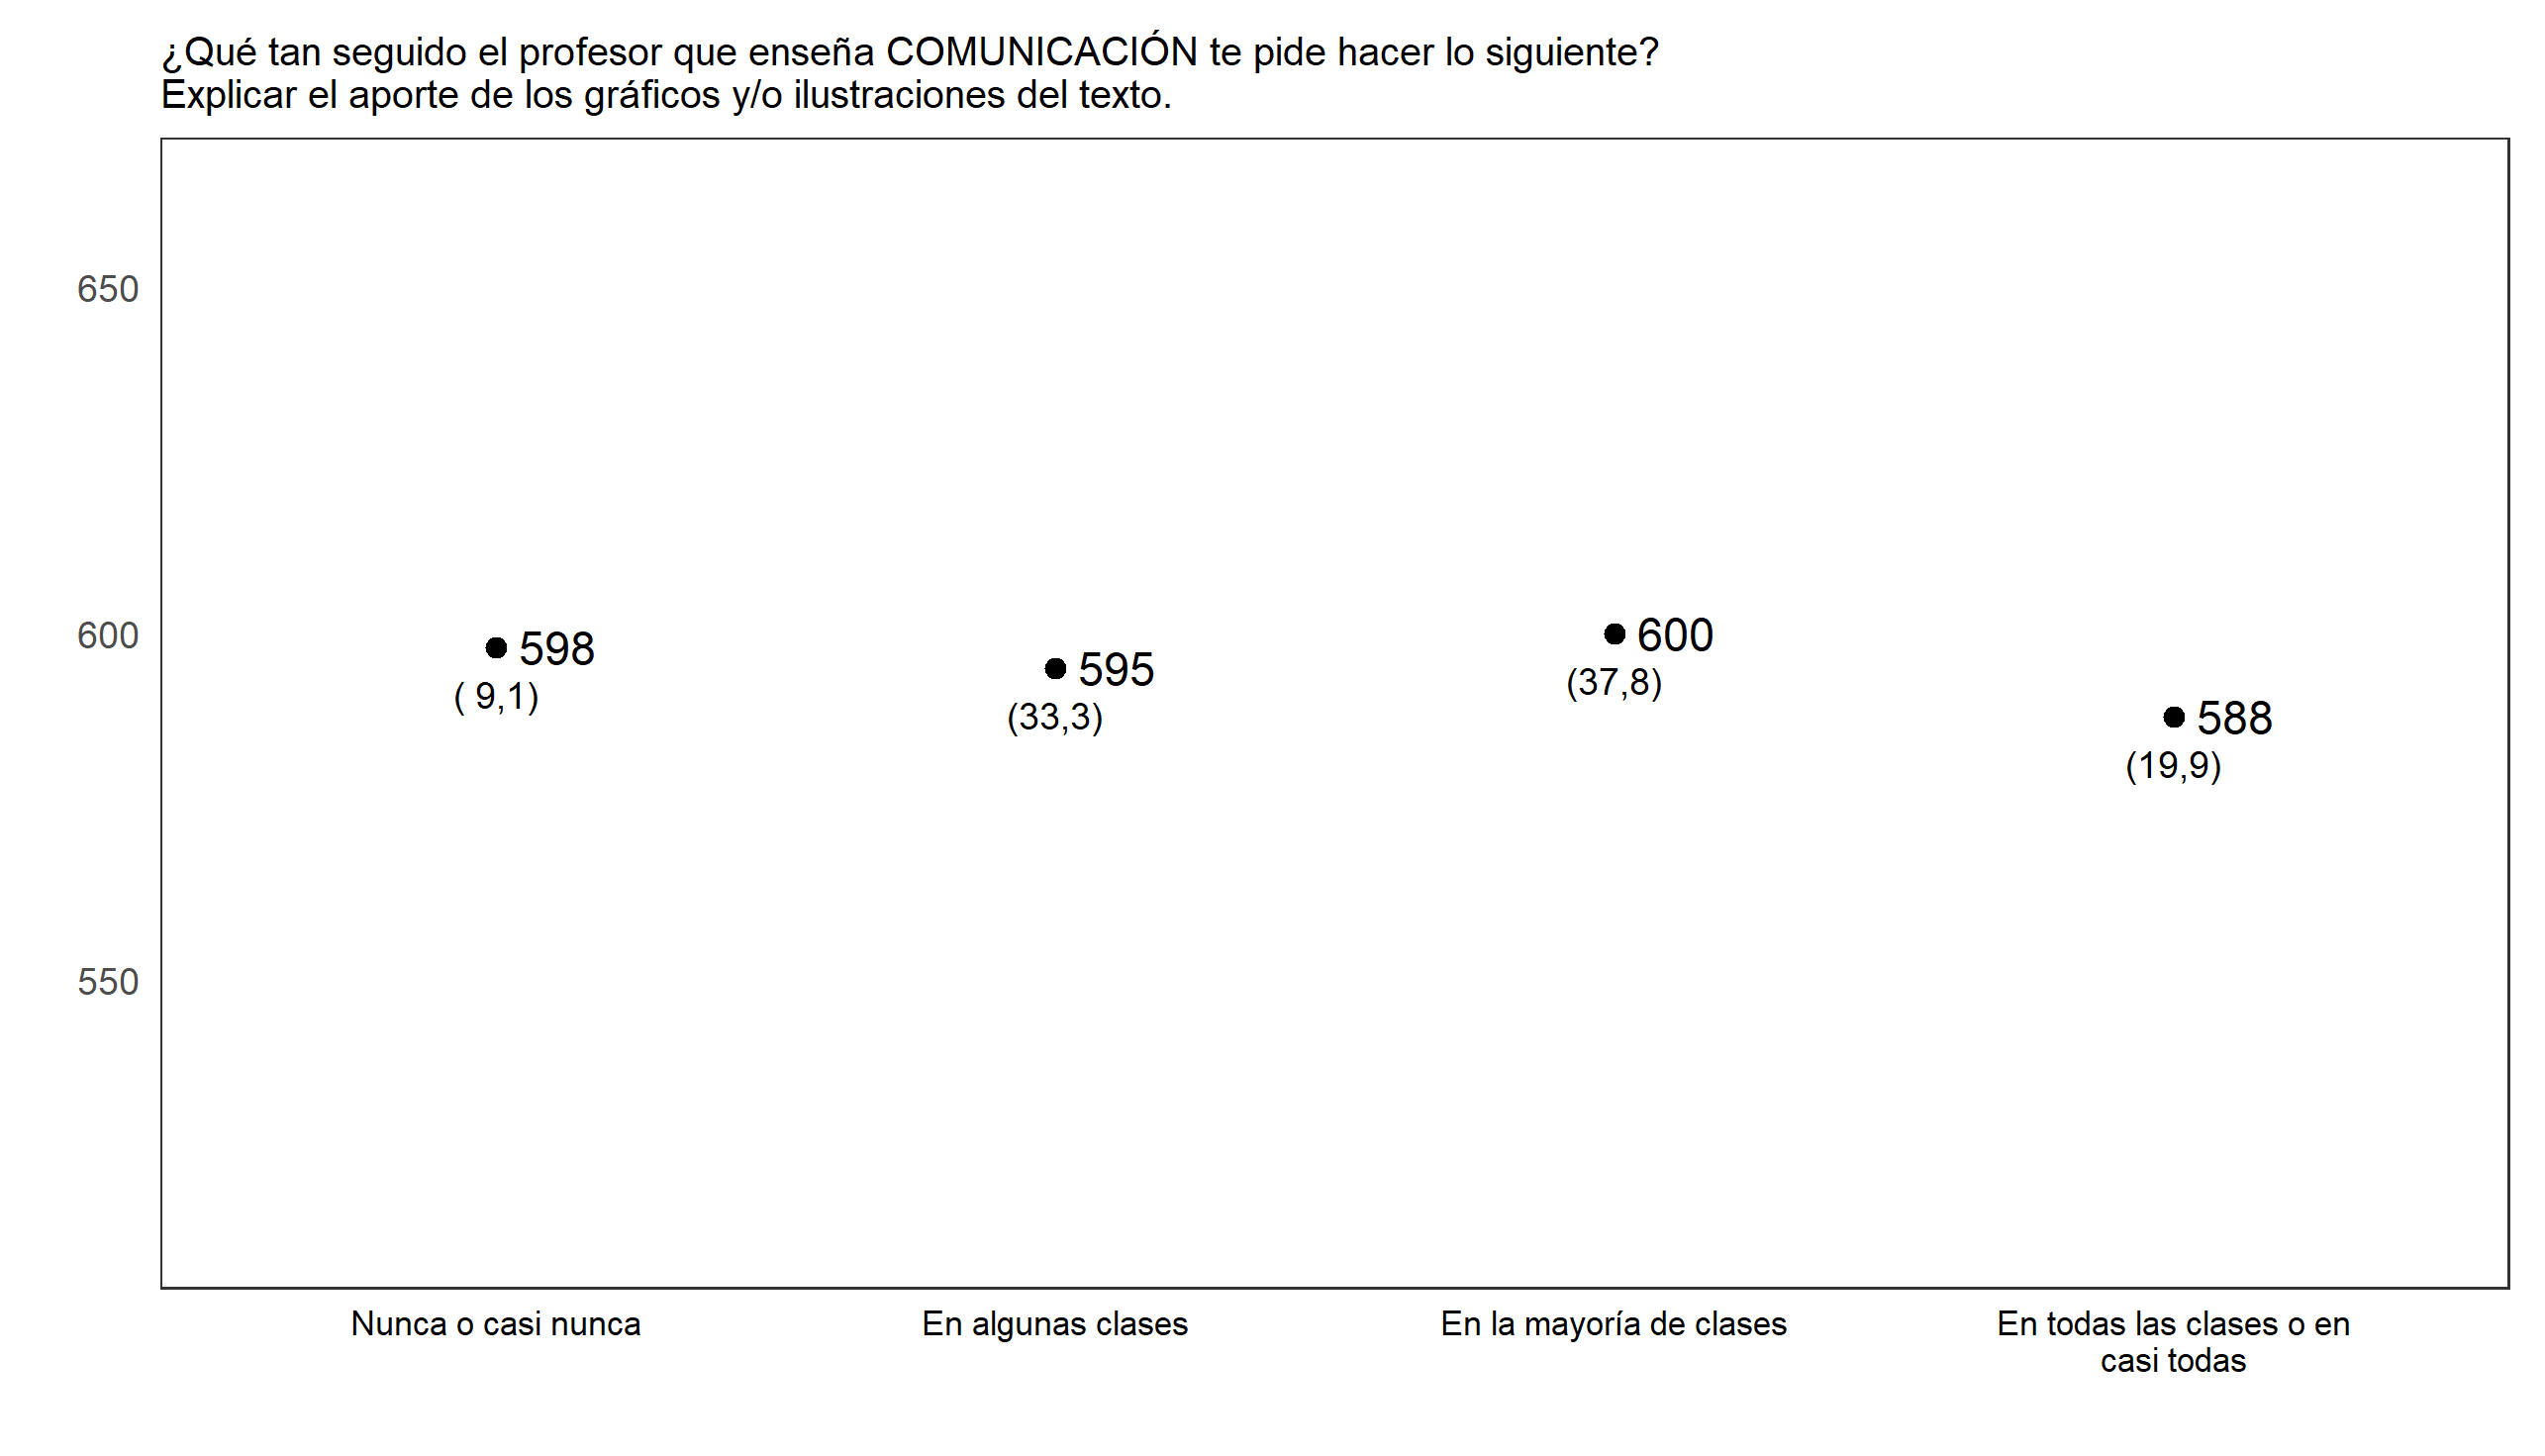 ¿Qué tan seguido el profesor que enseña COMUNICACIÓN te pide hacer lo siguiente?
Explicar el aporte de los gráficos y/o ilustraciones del texto.
650
600
550
598
( 9,1)
595
(33,3)
600
(37,8)
588
(19,9)
Nunca o casi nunca
En algunas clases
En la mayoría de clases
En todas las clases o en
casi todas